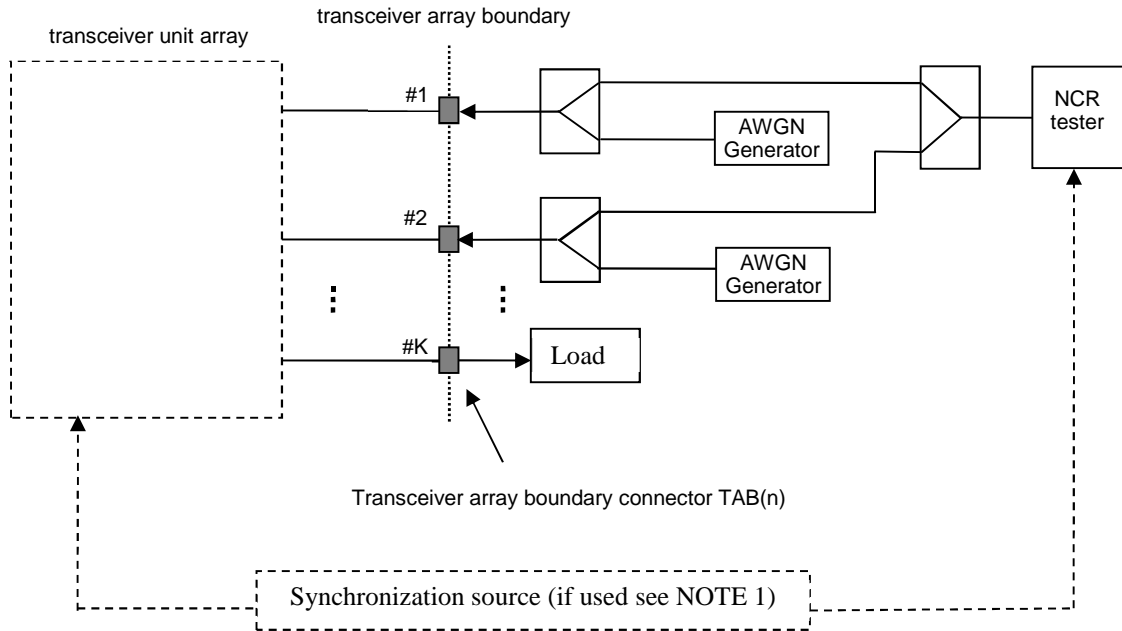 transceiver array boundary
transceiver unit array
#1
NCR
tester
AWGN
Generator
#2
AWGN
Generator
#K
Load
Transceiver array boundary connector TAB(n)
Synchronization source (if used see NOTE 1)